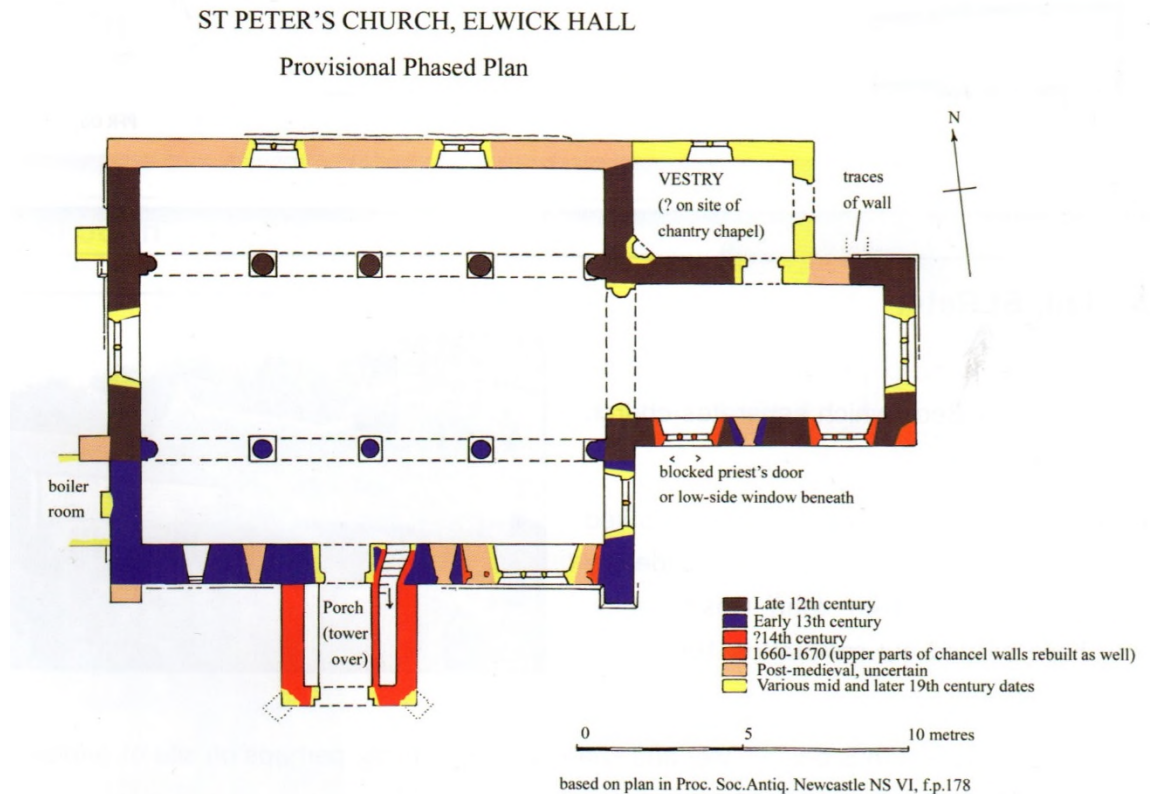 ST PETER'S CHURCH, ELWICK HALL
Provisional Phased Plan
N
VESTRY
(? on site of
chantry chapel)
traces
of wall
boiler
room
blocked priest's door
or low-side window beneath
Porch
(tower
over)
Late 12th century
Early 13th century
?14th century
1660-1670 (upper parts of chancel walls rebuilt as well)
Post-medieval, uncertain
Various mid and later 19th century dates
0 5 10 metres
based on plan in Proc. Soc.Antiq. Newcastle NS VI, f.p.178